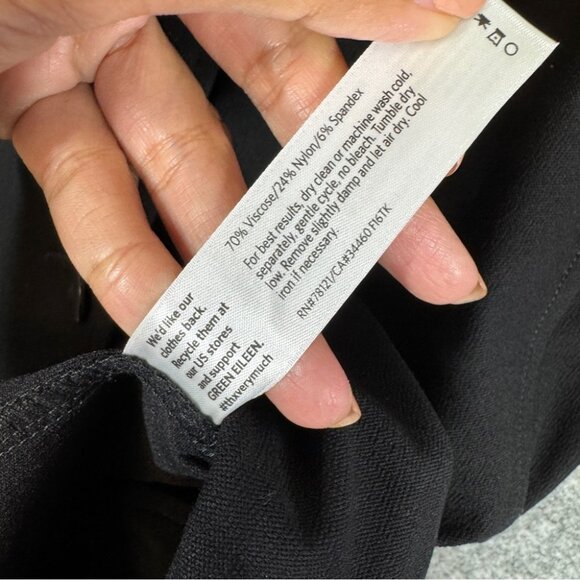 70% Viscose/24% Nylon/6% Spandex
For best results, dry clean or machine wash cold,
separately, gentle cycle, no bleach. Tumble dry
low. Remove slightly damp and let air dry. Cool
iron if necessary.
RN#78121/CA#34460 F16TK
We'd like our
clothes back.
Recycle them at
our US stores
and support
GREEN EILEEN.
#thxverymuch